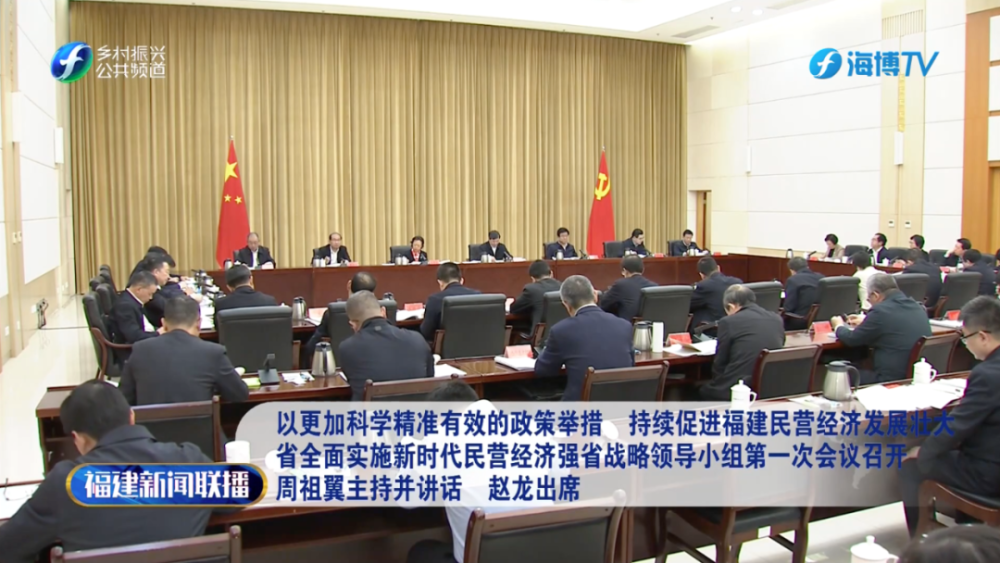 乡村振兴
公共频道
海博TV
以更加科学精准有效的政策举措 持续促进福建民营经济发展壮大
省全面实施新时代民营经济强省战略领导小组第一次会议召开
福建新闻联播
周祖翼主持并讲话 赵龙出席